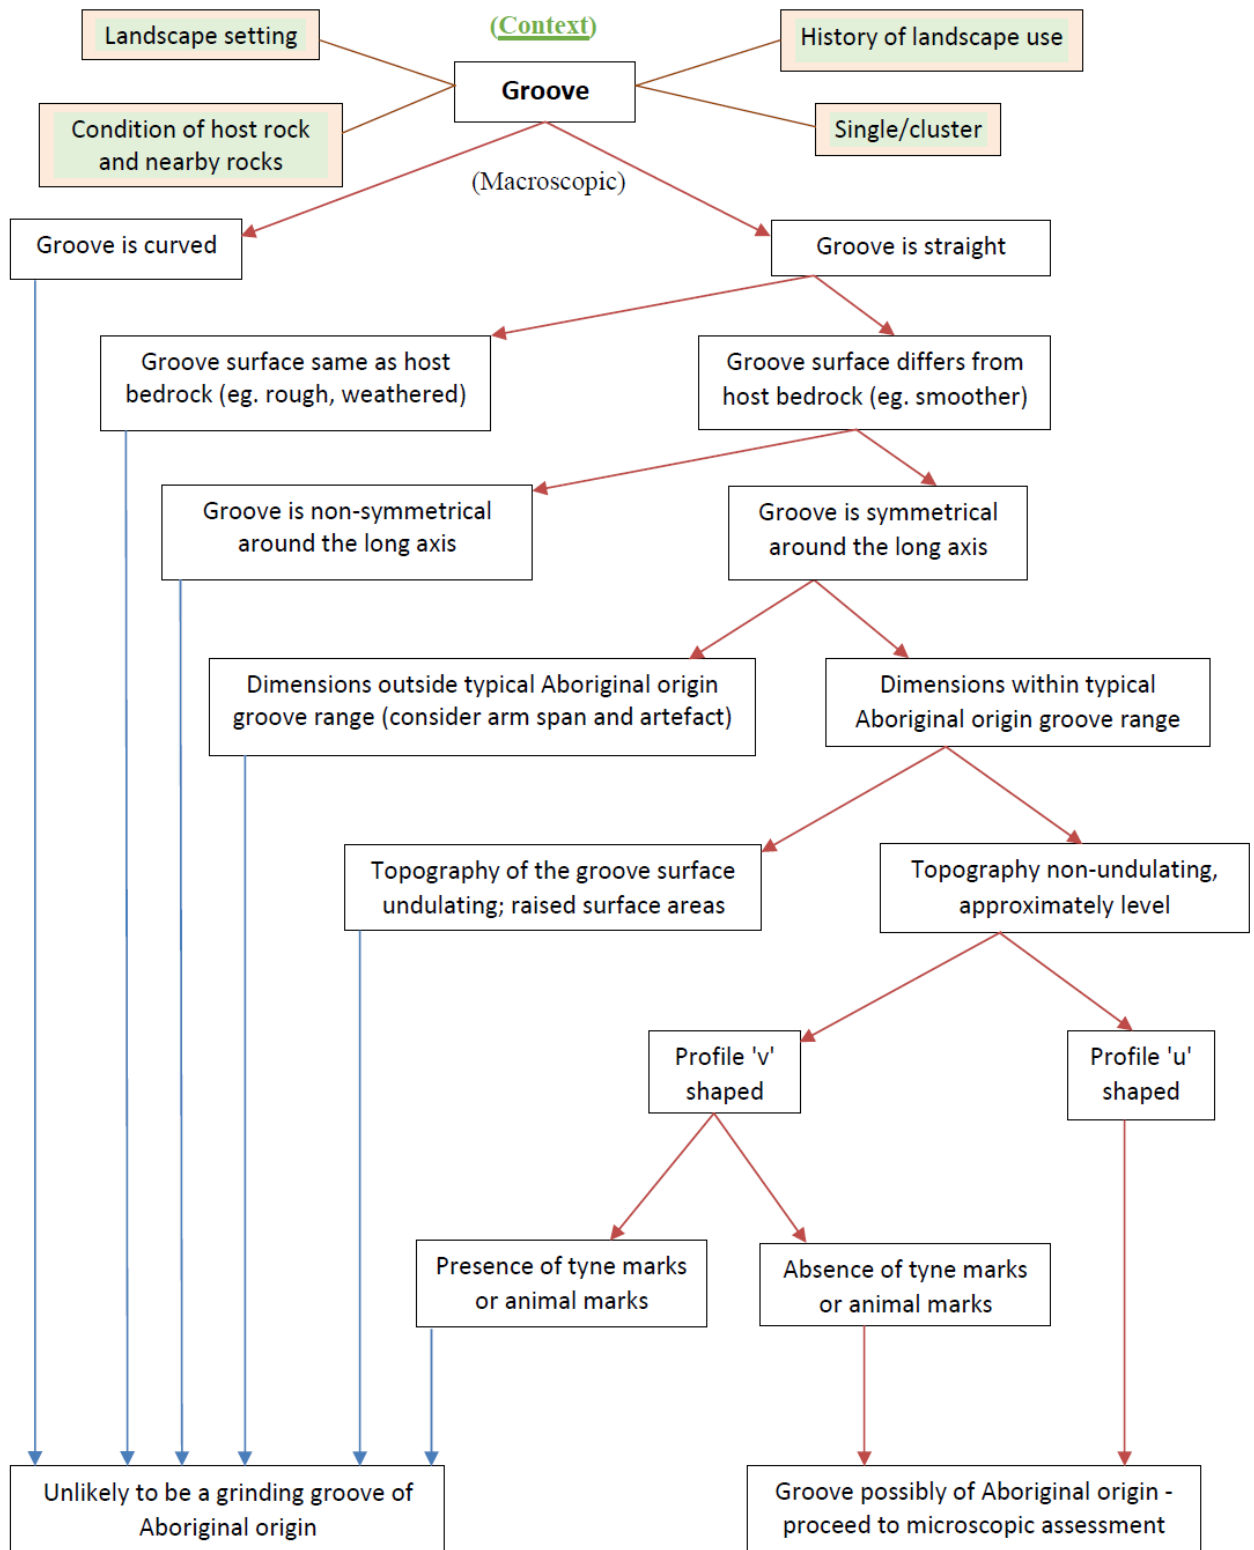 (Context)
Landscape setting
History of landscape use
Groove
Condition of host rock
and nearby rocks
Single/cluster
(Macroscopic)
Groove is curved
Groove is straight
Groove surface same as host
bedrock (eg. rough, weathered)
Groove surface differs from
host bedrock (eg. smoother)
Groove is non-symmetrical
around the long axis
Groove is symmetrical
around the long axis
Dimensions outside typical Aboriginal origin
groove range (consider arm span and artefact)
Dimensions within typical
Aboriginal origin groove range
Topography of the groove surface
undulating; raised surface areas
Topography non-undulating,
approximately level
Profile 'v'
shaped
Profile 'u'
shaped
Presence of tyne marks
or animal marks
Absence of tyne marks
or animal marks
Unlikely to be a grinding groove of
Aboriginal origin
Groove possibly of Aboriginal origin -
proceed to microscopic assessment